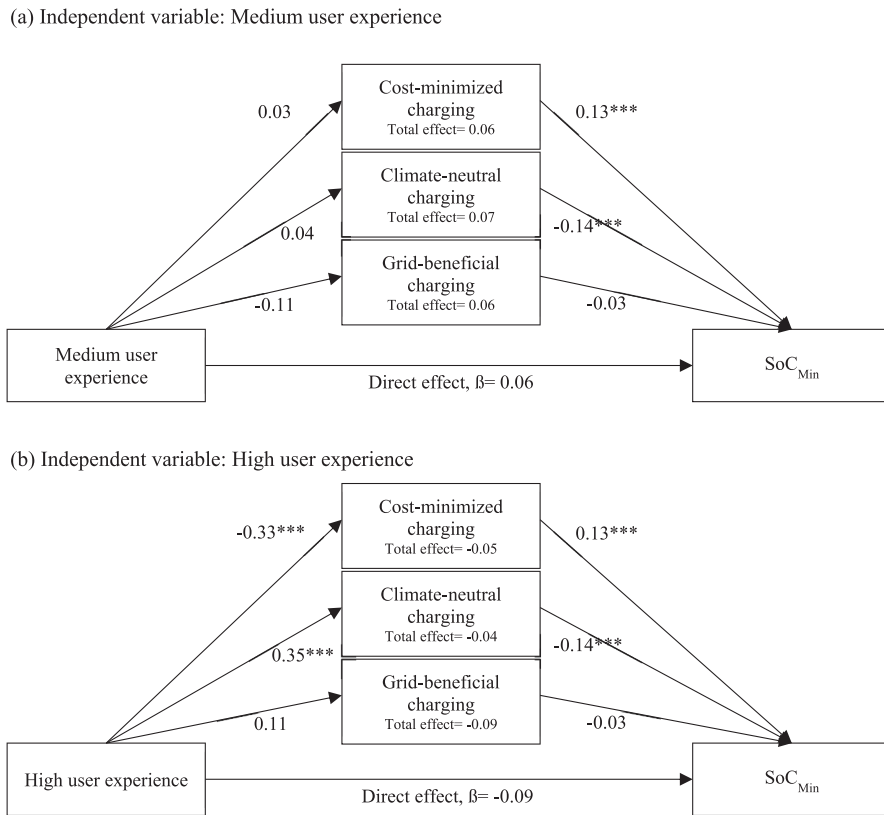 (a) Independent variable: Medium user experience
Cost-minimized
charging
Total effect= 0.06
0.03
0.13***
Climate-neutral
charging
Total effect= 0.07
0.04
-0.14***
Grid-beneficial
charging
Total effect= 0.06
-0.11
-0.03
Medium user
experience
SoCMin
Direct effect, ß= 0.06
(b) Independent variable: High user experience
Cost-minimized
charging
Total effect= -0.05
-0.33***
0.13***
Climate-neutral
charging
Total effect= -0.04
0.35***
-0.14***
Grid-beneficial
charging
Total effect= -0.09
0.11
-0.03
High user experience
SoCMin
Direct effect, ß= -0.09